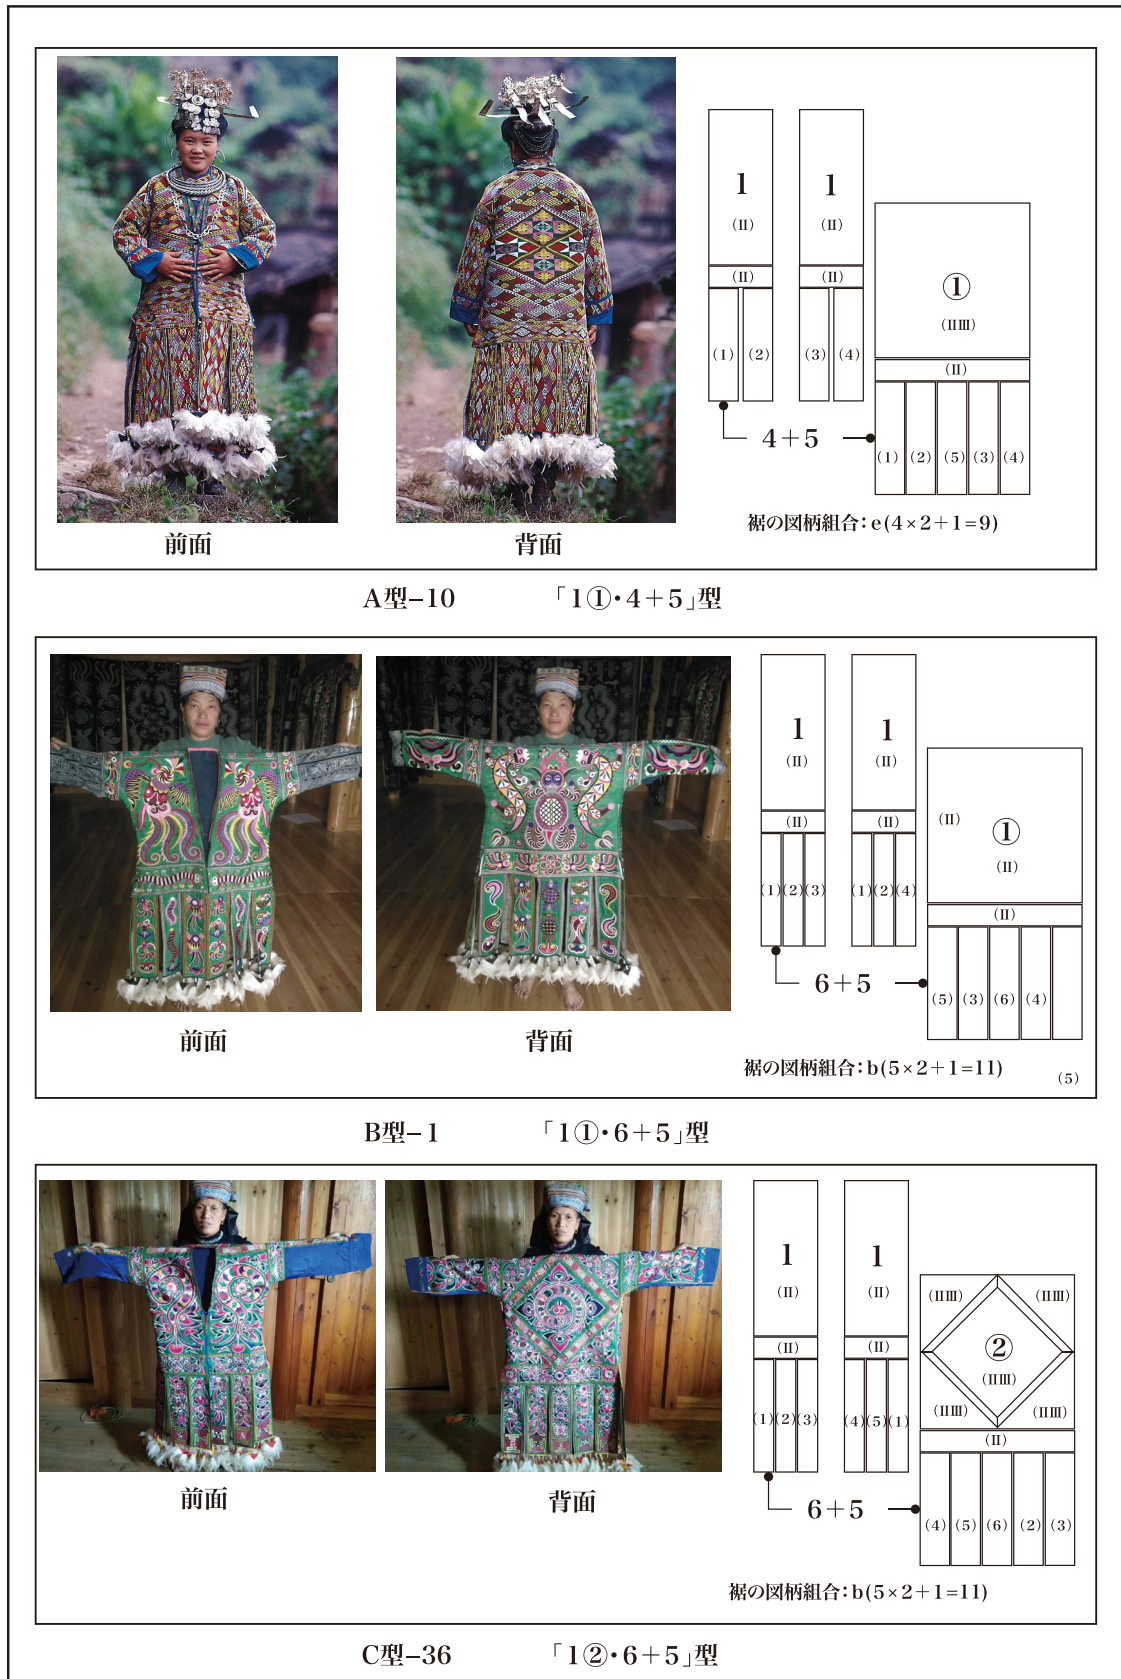 1
(II)
(II)
(1)
(2)
1
(II)
(II)
(3)
(4)
①
(IIIII)
(II)
(1)
(2)
(5)
(3)
(4)
4+5
裾の図柄組合：e(4×2+1=9)
前面
背面
A型–10 「1①・4+5」型
1
(II)
(II)
(1)
(2)
(3)
1
(II)
(II)
(1)
(2)
(4)
(II)
①
(II)
(II)
(5)
(3)
(6)
(4)
6+5
裾の図柄組合：b(5×2+1=11)
(5)
前面
背面
B型–1 「1①・6+5」型
1
(II)
(II)
(1)
(2)
(3)
1
(II)
(II)
(4)
(5)
(1)
(IIIII)
(IIIII)
②
(IIIII)
(IIIII)
(IIIII)
(II)
(4)
(5)
(6)
(2)
(3)
6+5
裾の図柄組合：b(5×2+1=11)
前面
背面
C型–36 「1②・6+5」型